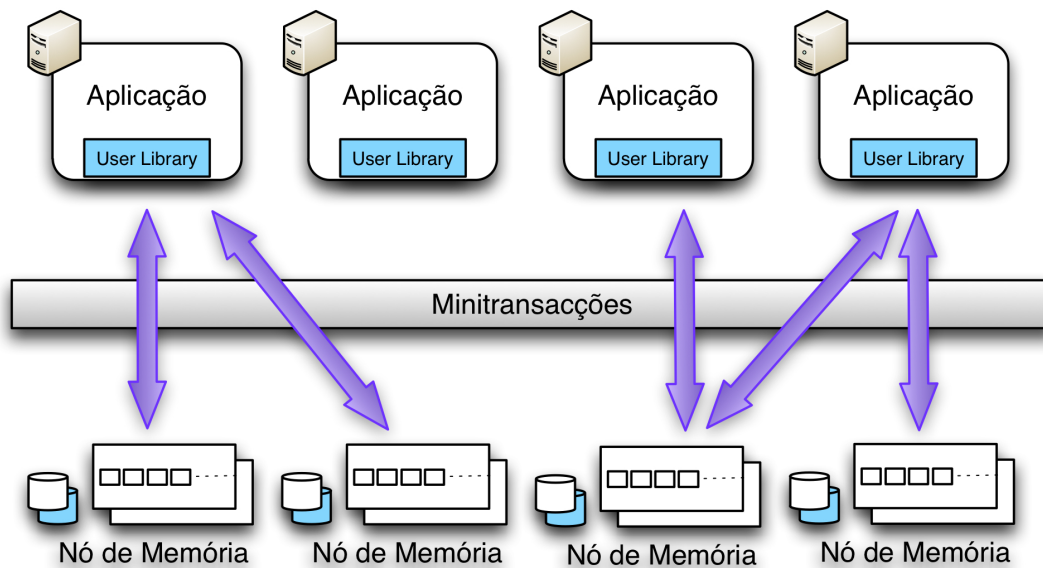 Aplicação
User Library
Aplicação
User Library
Aplicação
User Library
Aplicação
User Library
Minitransacções
Nó de Memória
Nó de Memória
Nó de Memória
Nó de Memória